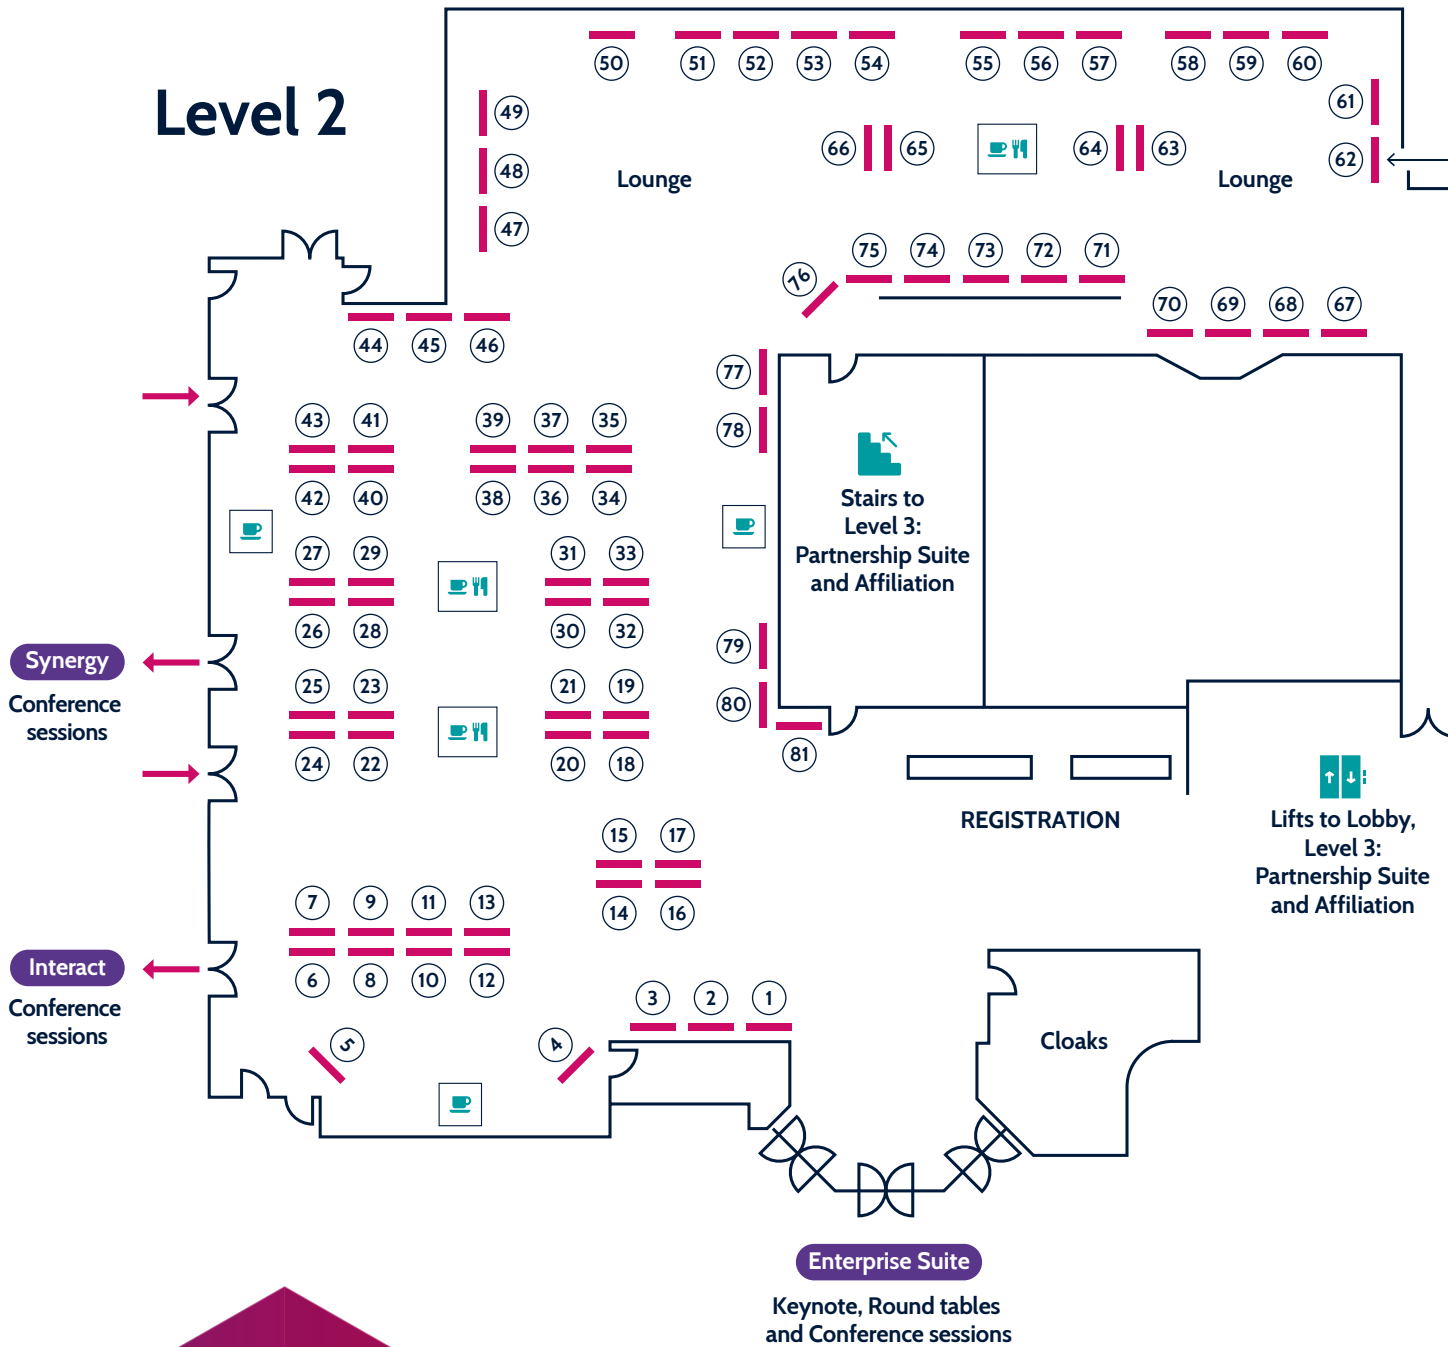 50 51 52 53 54 55 56 57 58 59 60
Level 2
49
61
66 65 64 63
62
48
Lounge
Lounge
47
75 74 73 72 71
76
70 69 68 67
44 45 46
77
43 41 39 37 35
78
42 40 38 36 34
Stairs to
Level 3:
Partnership Suite
and Affiliation
27 29 31 33
26 28 30 32
79
Synergy
Conference
sessions
25 23 21 19
80
24 22 20 18
81
REGISTRATION
Lifts to Lobby,
Level 3:
Partnership Suite
and Affiliation
15 17
7 9 11 13
14 16
Interact
Conference
sessions
6 8 10 12
3 2 1
5
4
Cloaks
Enterprise Suite
Keynote, Round tables
and Conference sessions